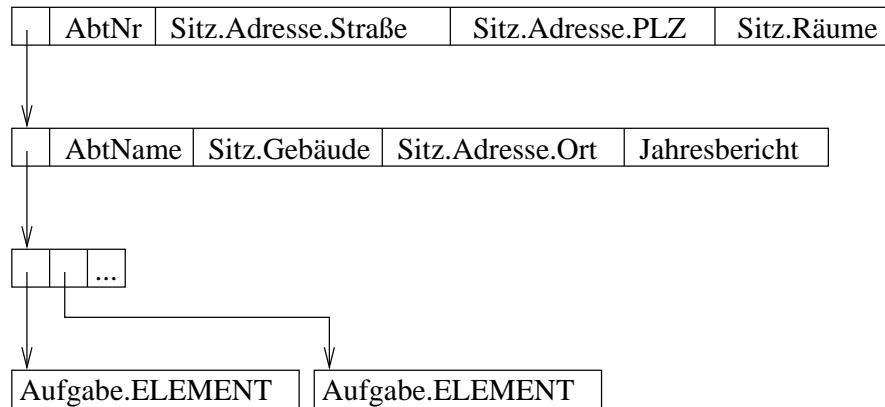 AbtNr Sitz.Adresse.Straße Sitz.Adresse.PLZ Sitz.Räume
AbtName Sitz.Gebäude Sitz.Adresse.Ort Jahresbericht
...
Aufgabe.ELEMENT Aufgabe.ELEMENT